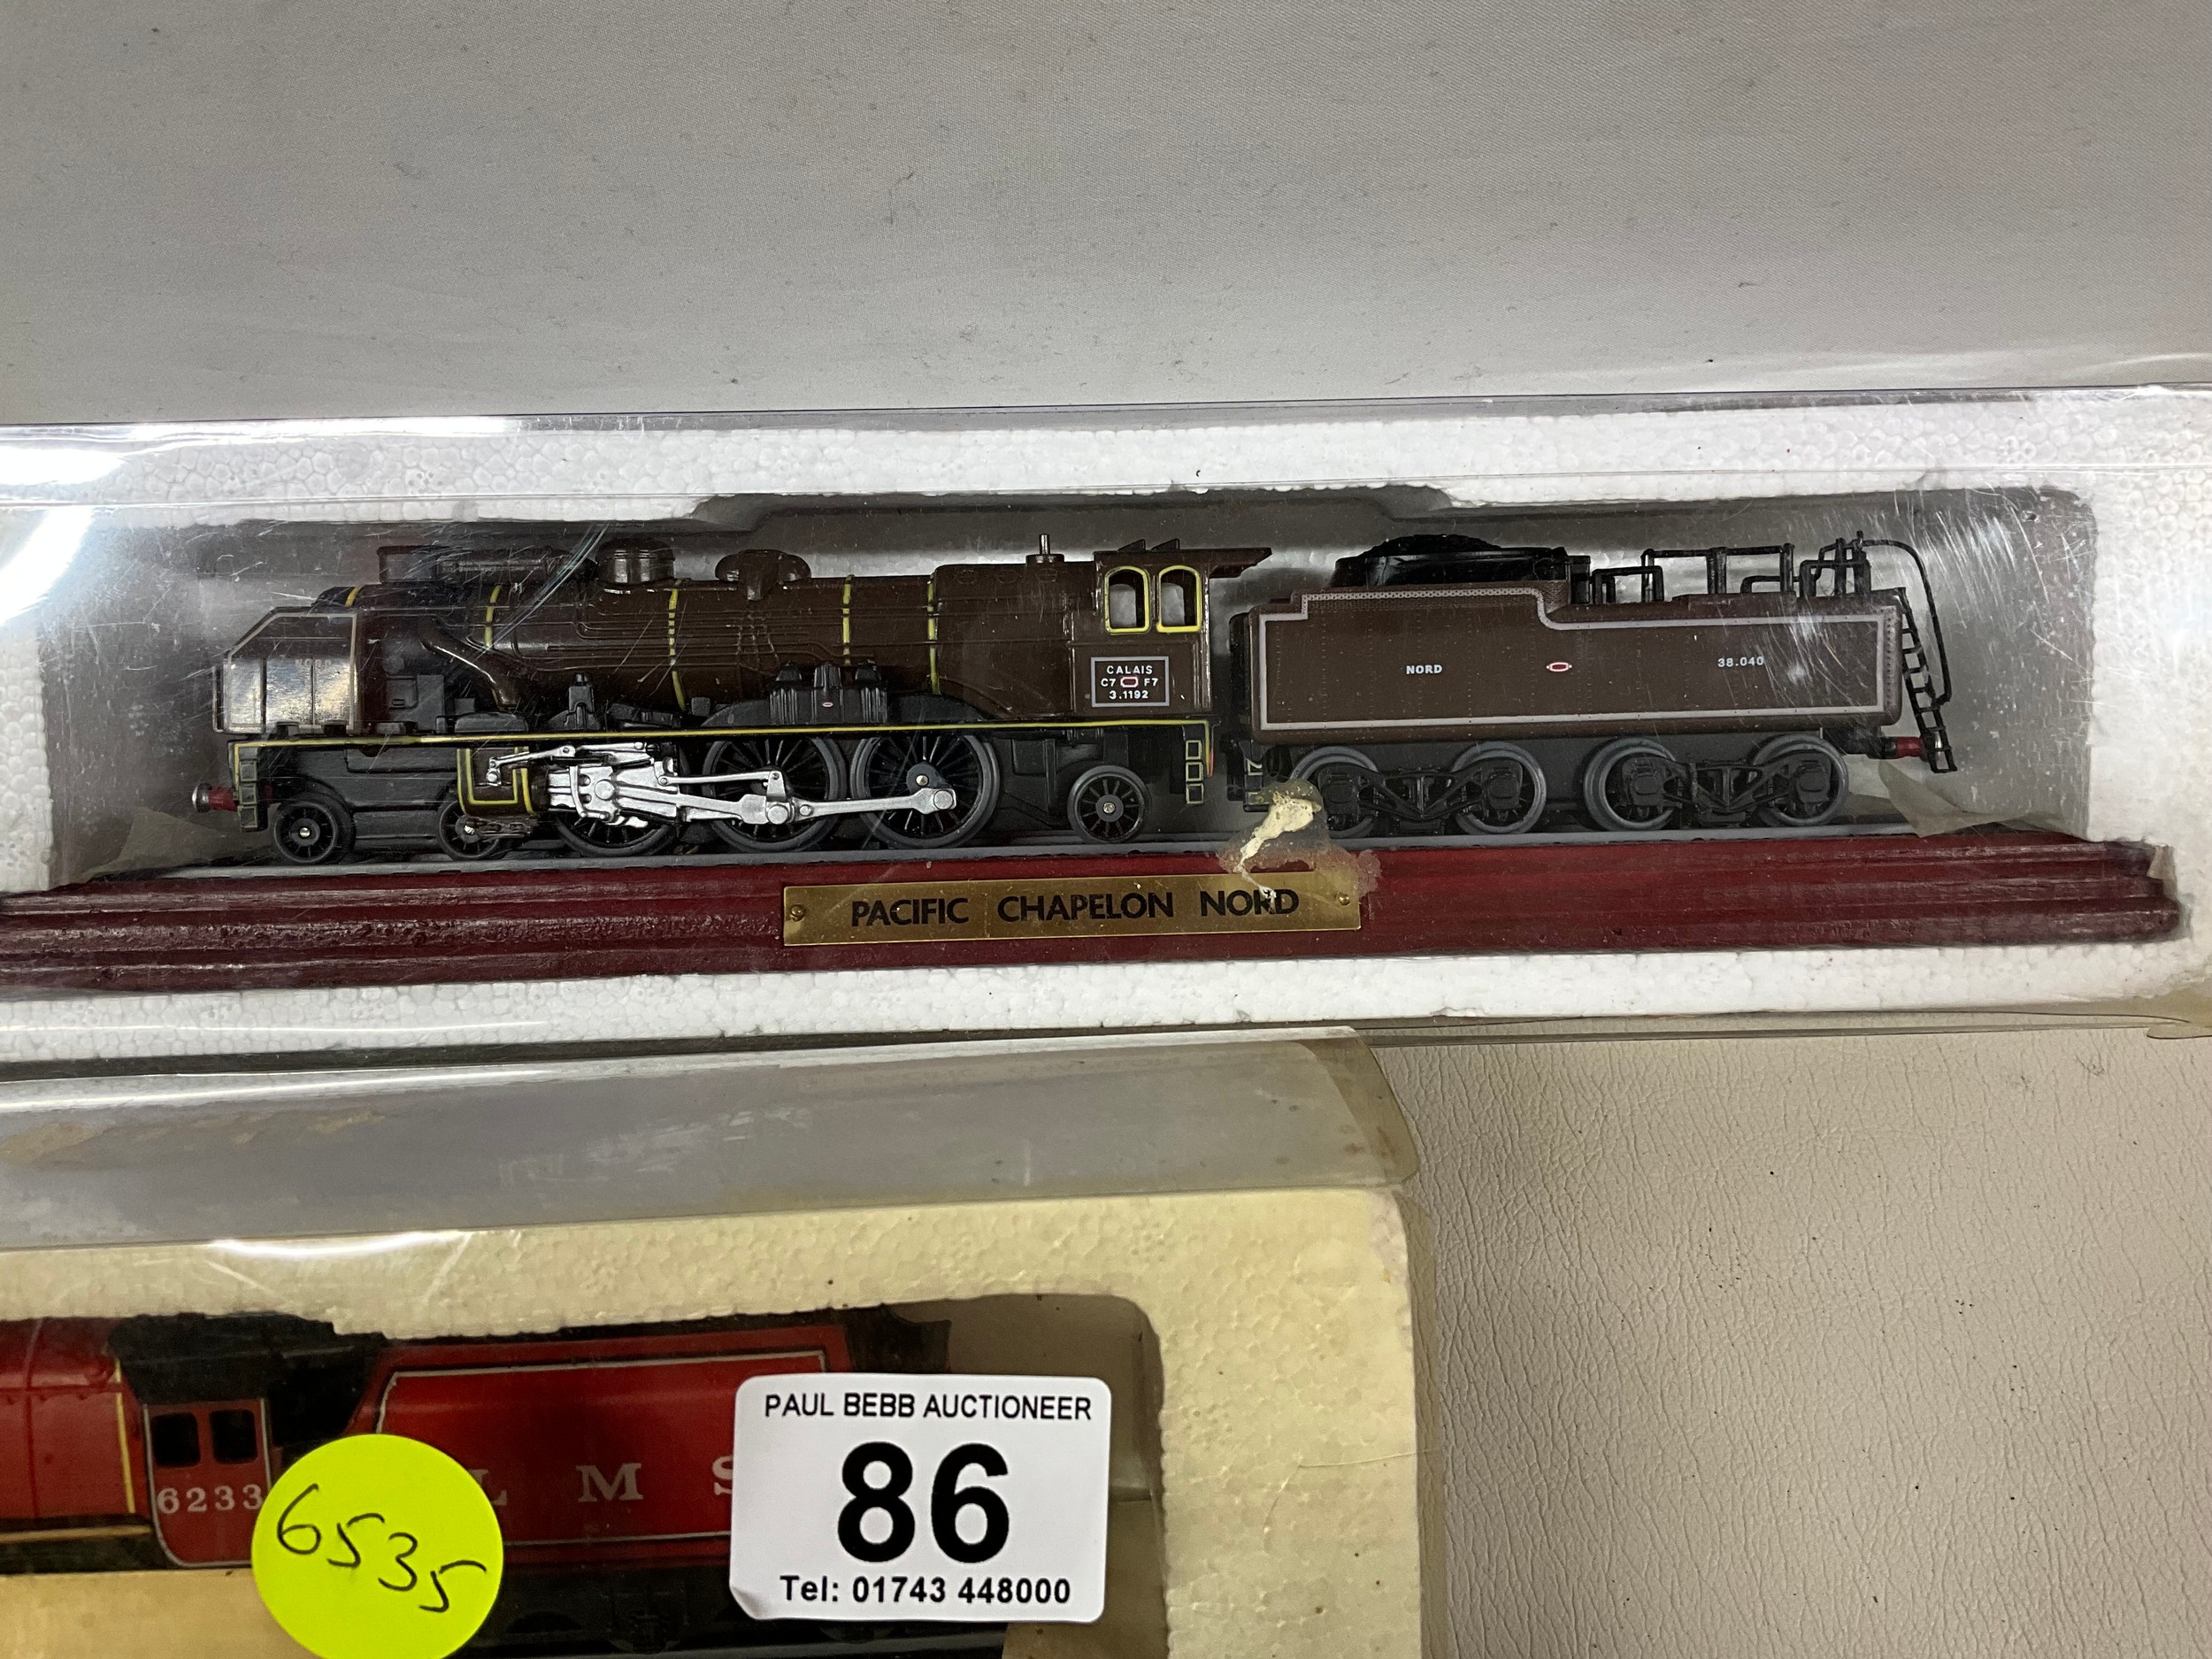 NORD
CALAIS
C7 F7
3.1192
NORD 38.040
PACIFIC CHAPELON NORD
6233
L M S
6535
PAUL BEBB AUCTIONEER
86
Tel: 01743 448000